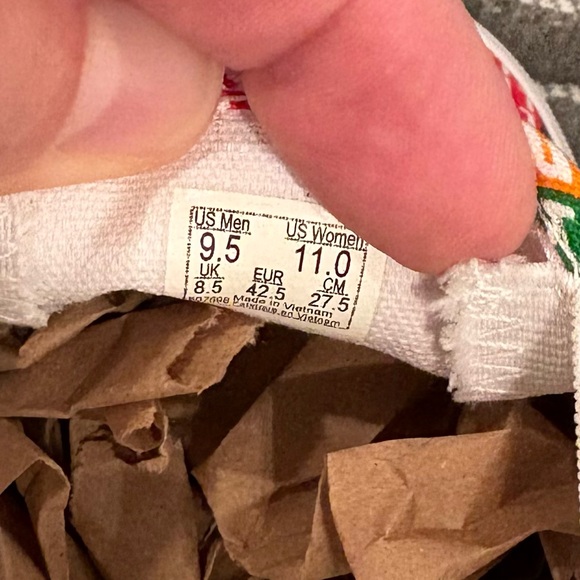 US Men US Women
9.5 11.0
UK EUR CM
8.5 42.5 27.5
Made in Vietnam